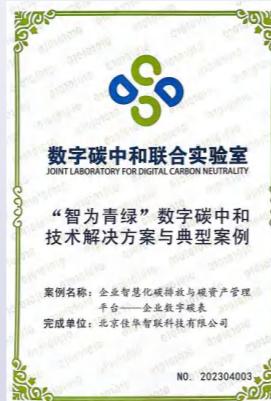 数字碳中和联合实验室
JOINT LABORATORY FOR DIGITAL CARBON NEUTRALITY
“智为青绿”数字碳中和
技术解决方案与典型案例
案例名称：企业智慧化碳排放与碳资产管理
平台——企业数字碳表
完成单位：北京佳华智联科技有限公司
NO. 202304003